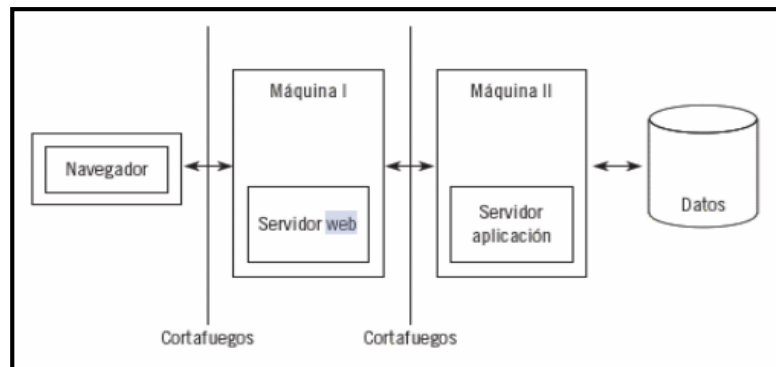 Máquina I
Máquina II
Navegador
Servidor web
Servidor
aplicación
Datos
Cortafuegos
Cortafuegos